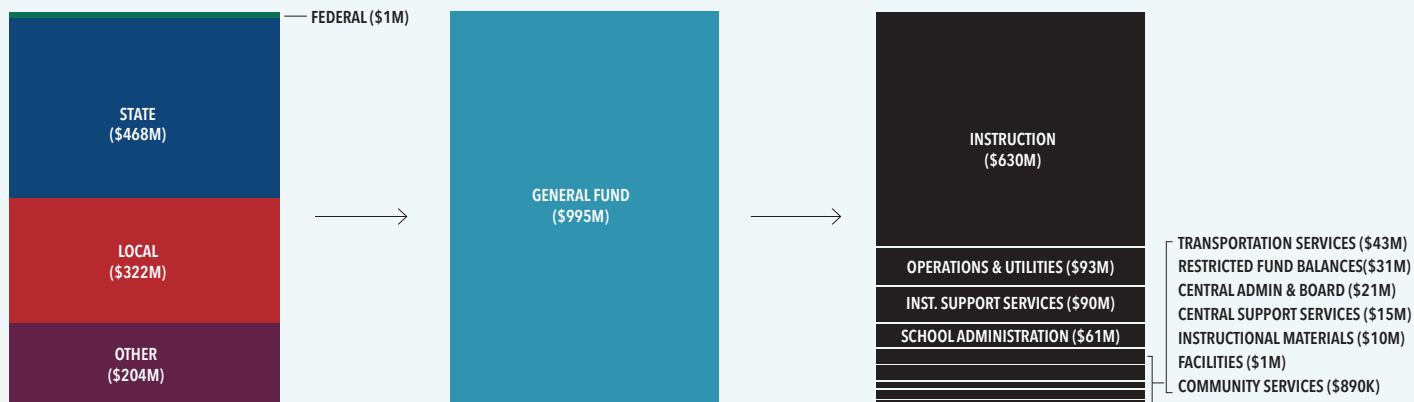 FEDERAL ($1M)
STATE
($468M)
LOCAL
($322M)
OTHER
($204M)
GENERAL FUND
($995M)
INSTRUCTION
($630M)
OPERATIONS & UTILITIES ($93M)
INST. SUPPORT SERVICES ($90M)
SCHOOL ADMINISTRATION ($61M)
TRANSPORTATION SERVICES ($43M)
RESTRICTED FUND BALANCES($31M)
CENTRAL ADMIN & BOARD ($21M)
CENTRAL SUPPORT SERVICES ($15M)
INSTRUCTIONAL MATERIALS ($10M)
FACILITIES ($1M)
COMMUNITY SERVICES ($890K)